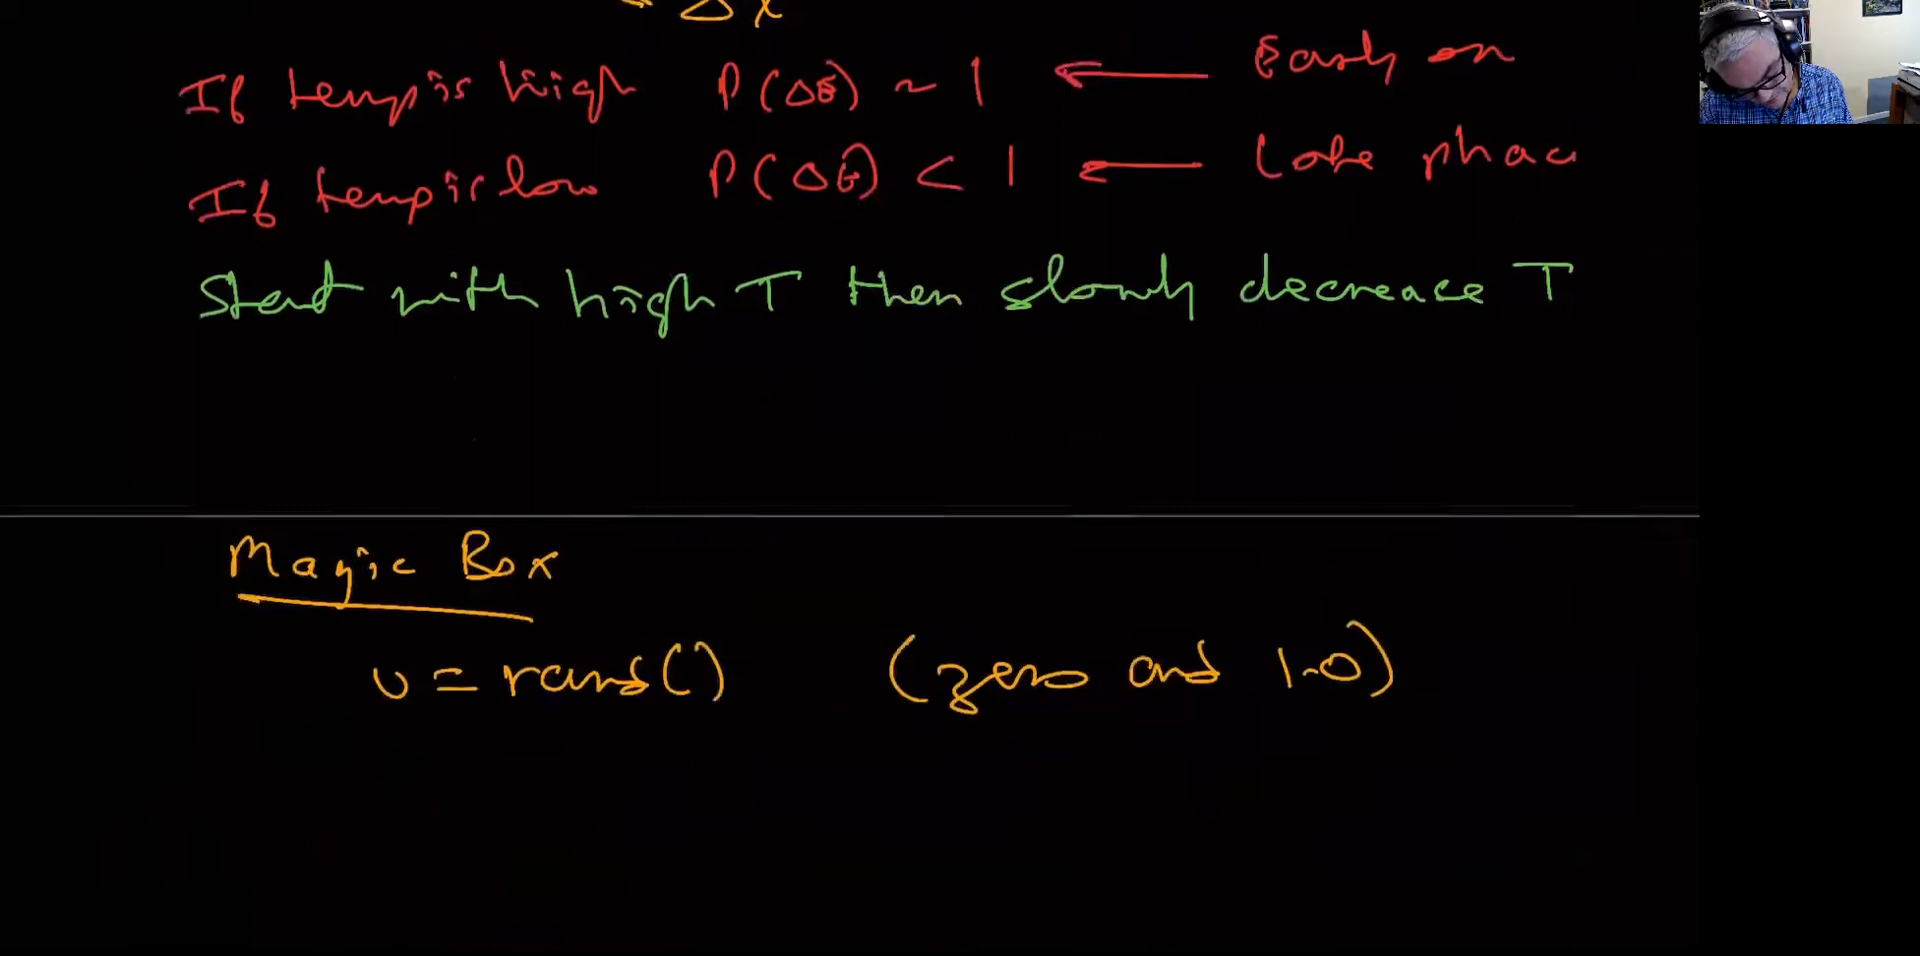 Δx
If temp is high P(ΔE) ~ 1 ← Early on
If temp is low P(ΔE) < 1 ← Late phase
Start with high T then slowly decrease T
Magic Box
u = rand() (zero and 1.0)